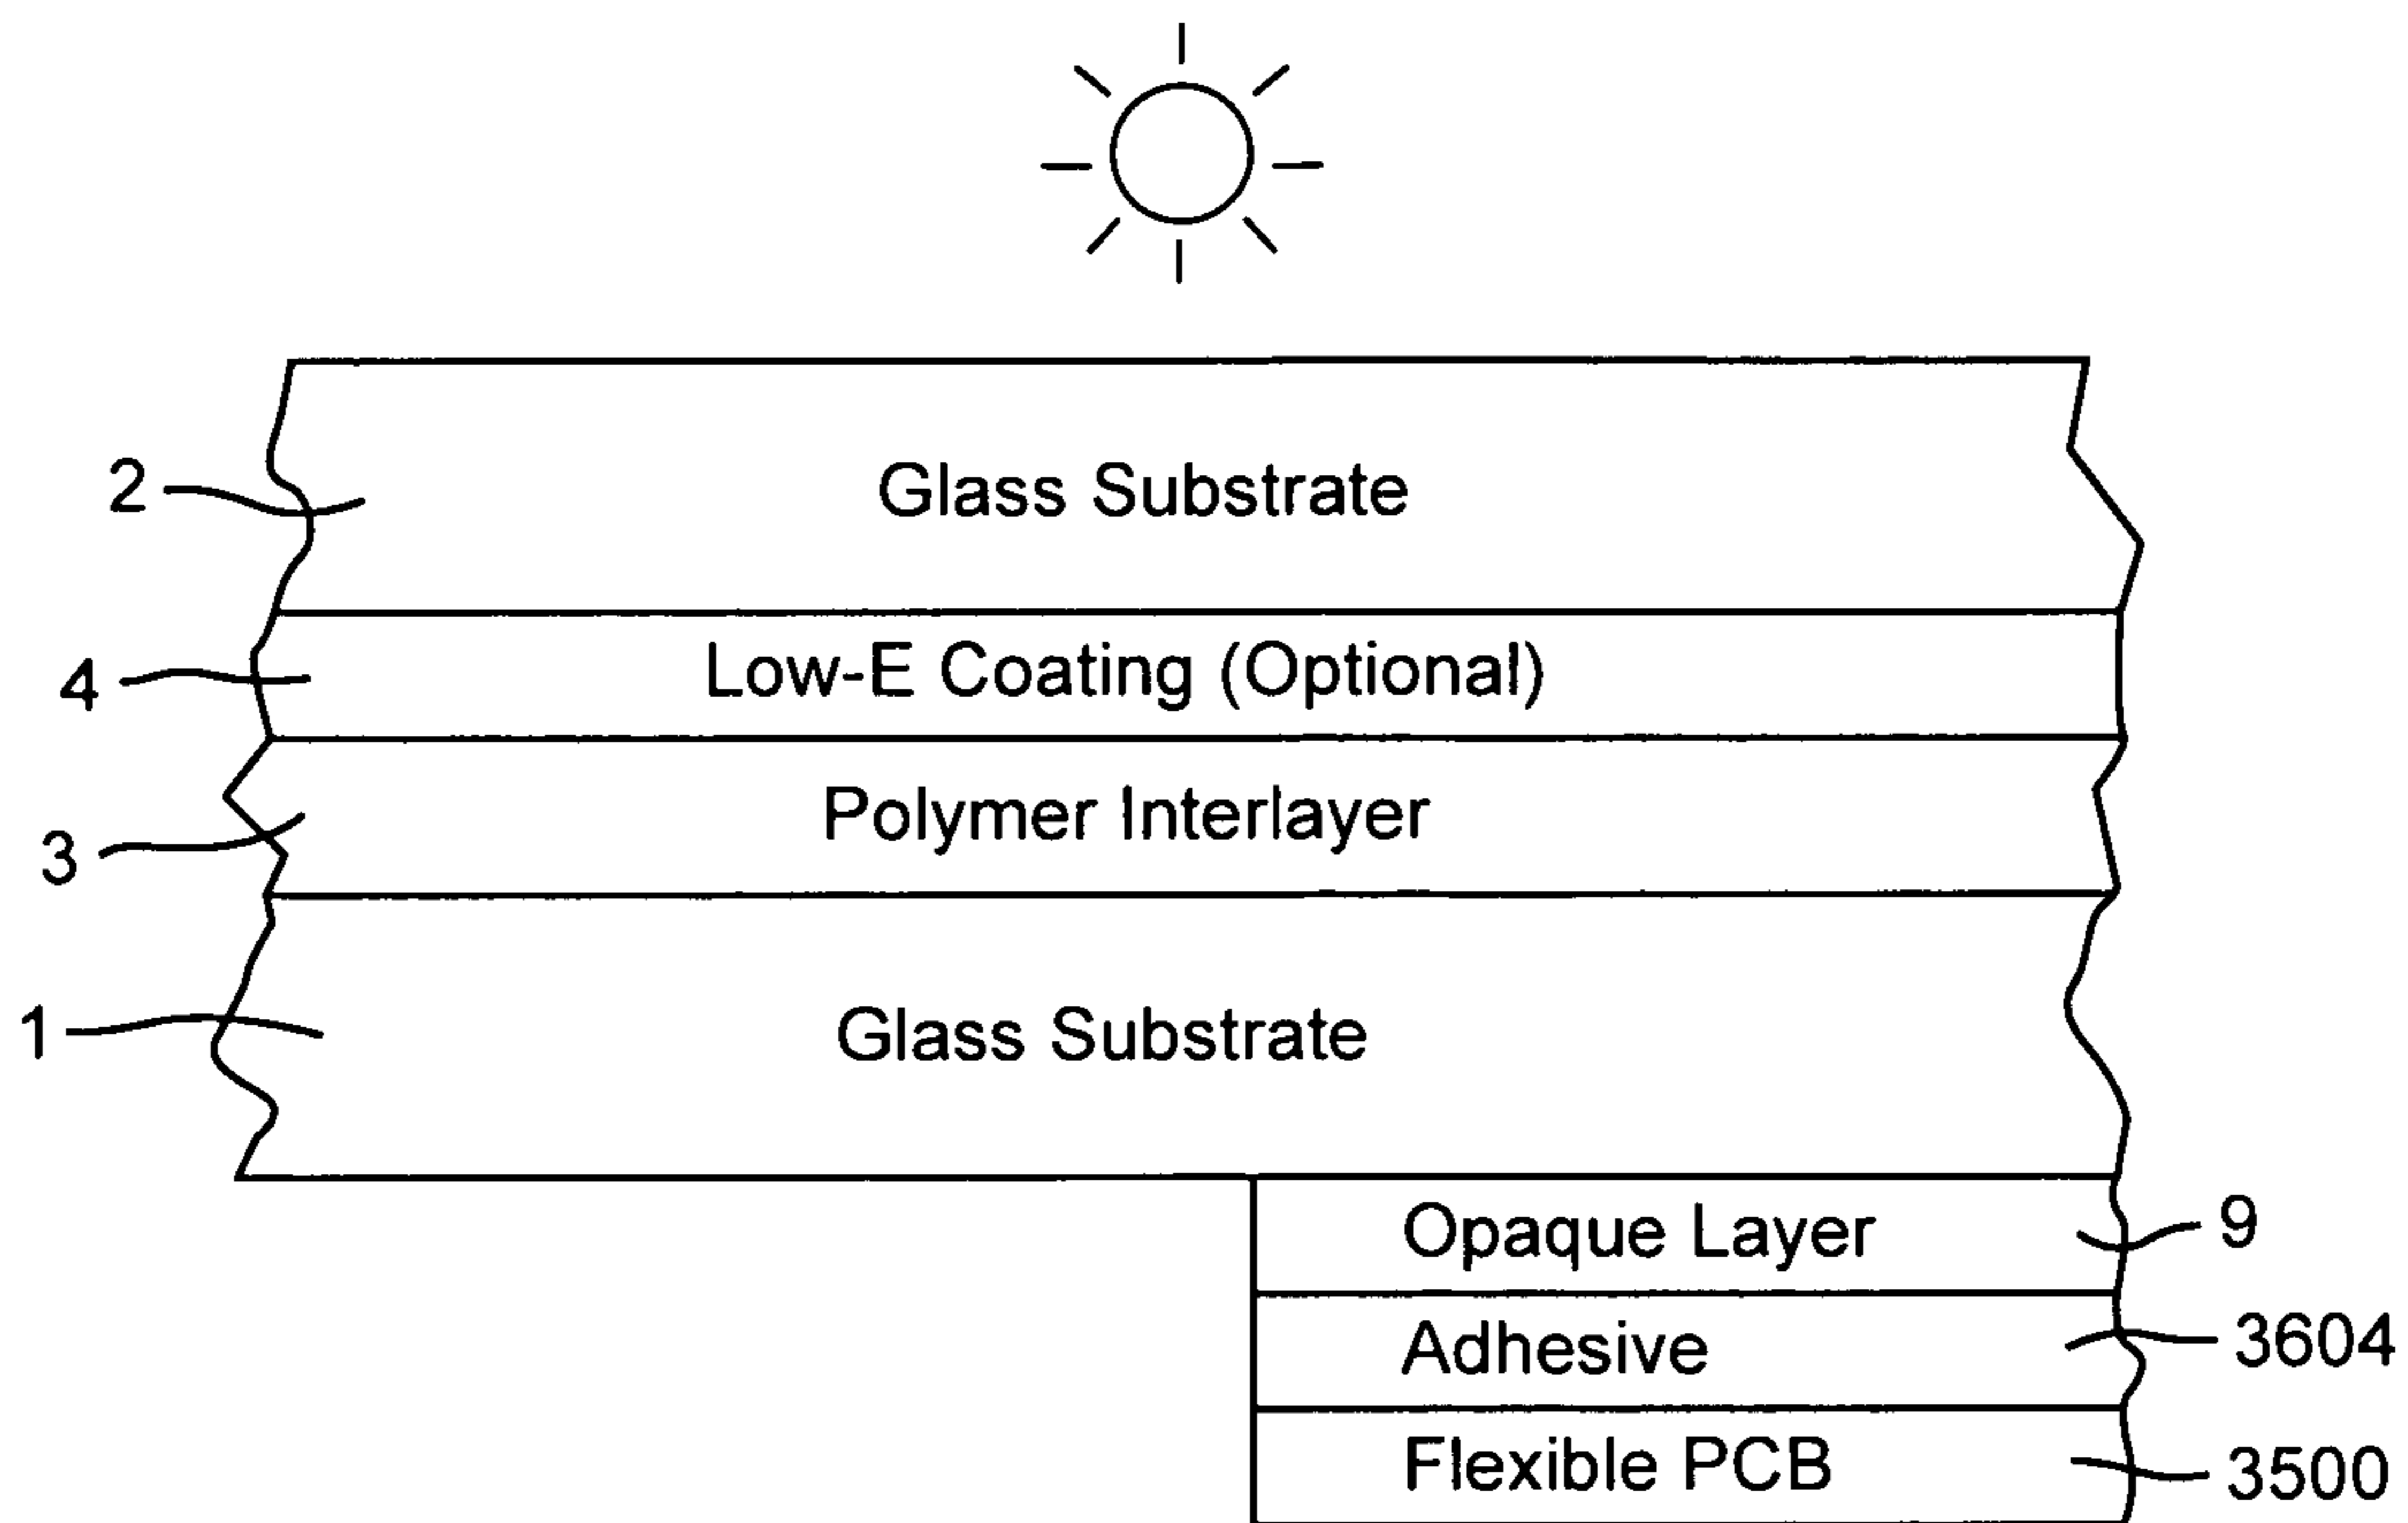 2
Glass Substrate
4
Low-E Coating (Optional)
3
Polymer Interlayer
1
Glass Substrate
Opaque Layer
9
Adhesive
3604
Flexible PCB
3500